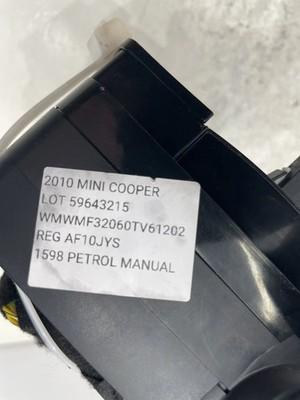 2010 MINI COOPER
LOT 59643215
WMWMF32060TV61202
REG AF10JYS
1598 PETROL MANUAL